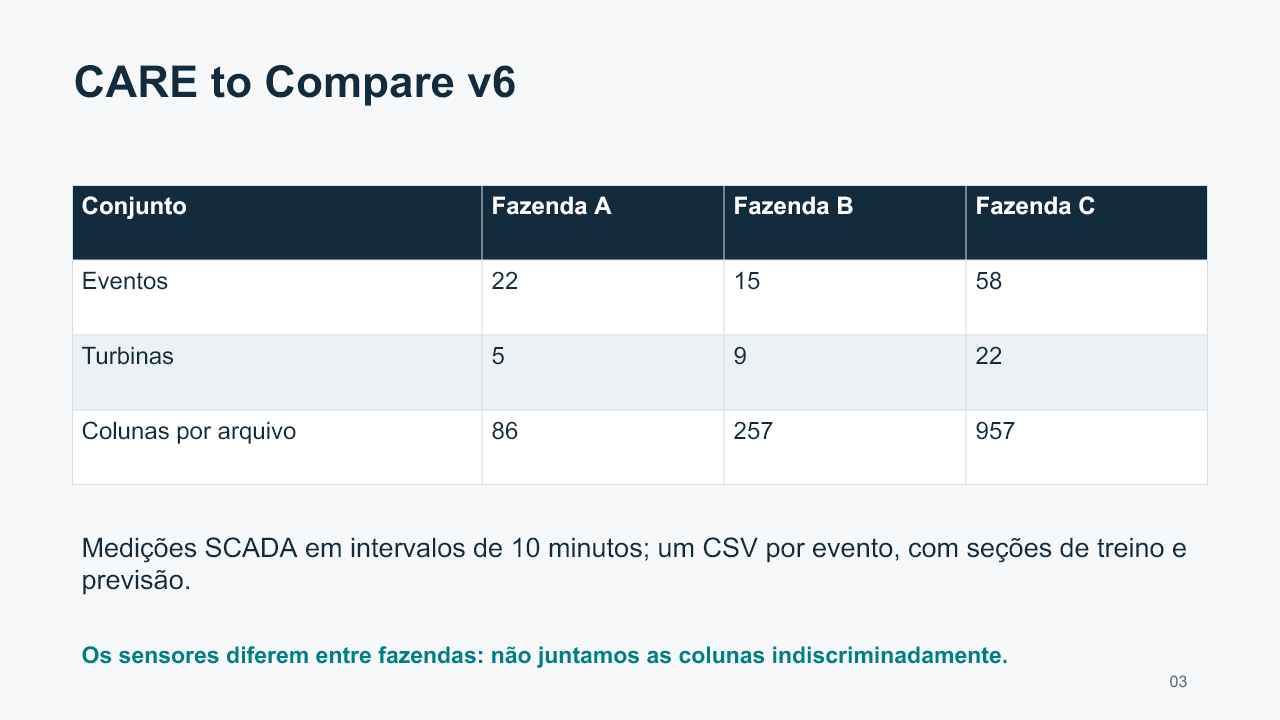 CARE to Compare v6
Conjunto Fazenda A Fazenda B Fazenda C
Eventos 22 15 58
Turbinas 5 9 22
Colunas por arquivo 86 257 957
Medições SCADA em intervalos de 10 minutos; um CSV por evento, com seções de treino e
previsão.
Os sensores diferem entre fazendas: não juntamos as colunas indiscriminadamente.
03